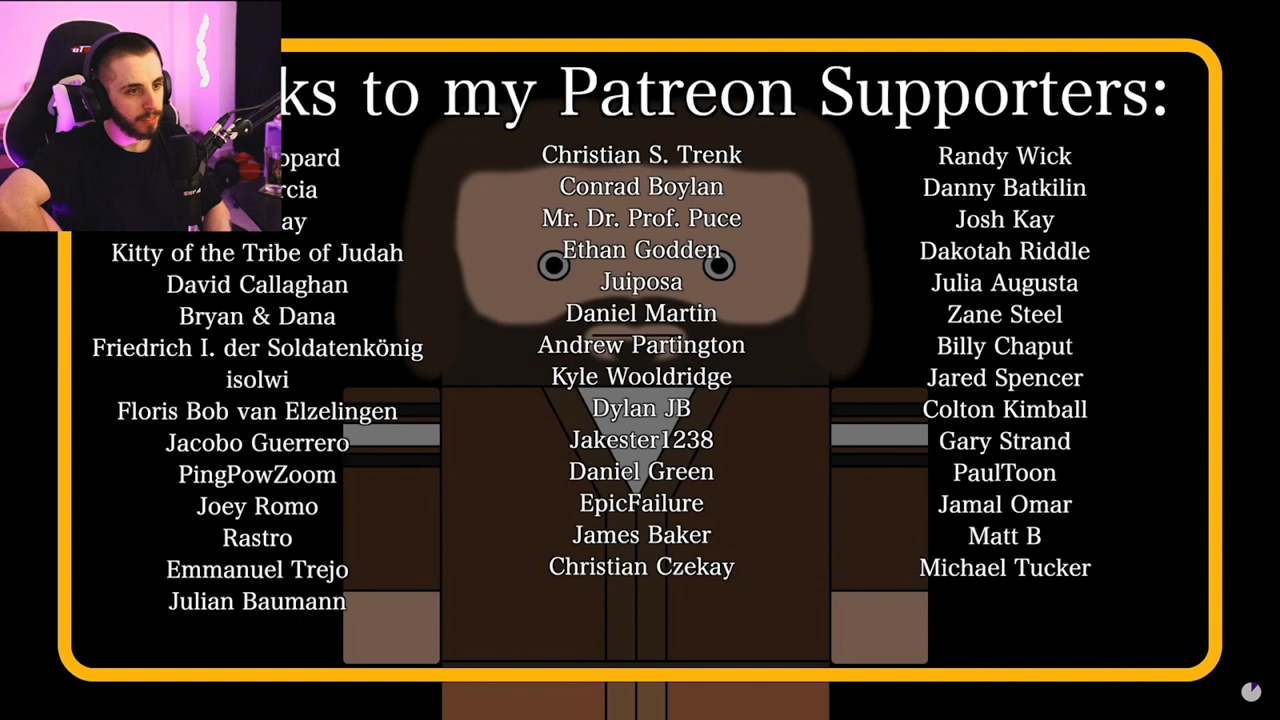 to my Patreon Supporters:
Kitty of the Tribe of Judah
David Callaghan
Bryan & Dana
Friedrich I. der Soldatenkönig
isolwi
Floris Bob van Elzelingen
Jacobo Guerrero
PingPowZoom
Joey Romo
Rastro
Emmanuel Trejo
Julian Baumann
Christian S. Trenk
Conrad Boylan
Mr. Dr. Prof. Puce
Ethan Godden
Juiposa
Daniel Martin
Andrew Partington
Kyle Wooldridge
Dylan JB
Jakester1238
Daniel Green
EpicFailure
James Baker
Christian Czekay
Randy Wick
Danny Batkilin
Josh Kay
Dakotah Riddle
Julia Augusta
Zane Steel
Billy Chaput
Jared Spencer
Colton Kimball
Gary Strand
PaulToon
Jamal Omar
Matt B
Michael Tucker